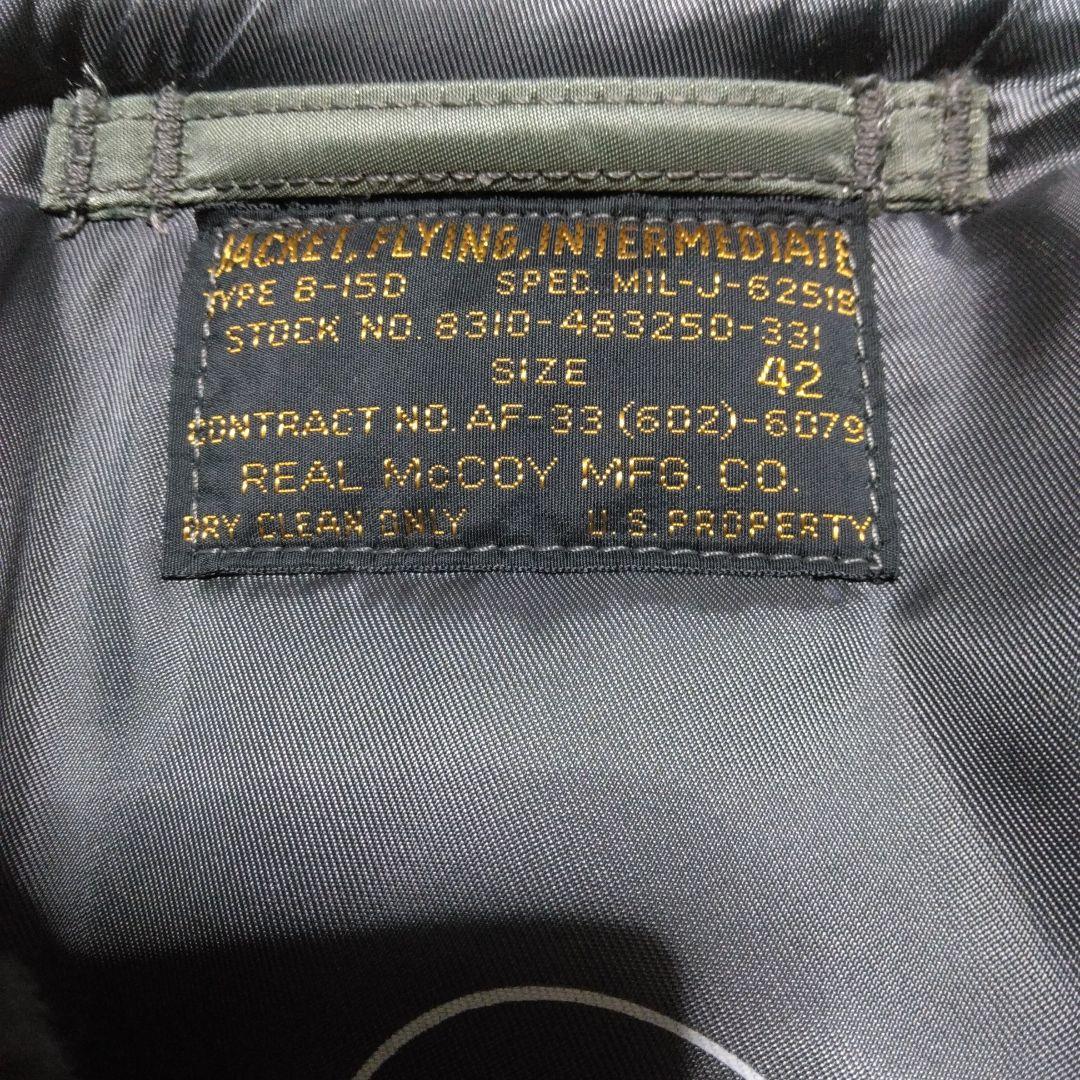 JACKET, FLYING, INTERMEDIATE
TYPE B-15D SPEC. MIL-J-6251B
STOCK NO. 8310-483250-331
SIZE 42
CONTRACT NO. AF-33 (602)-6079
REAL McCOY MFG. CO.
DRY CLEAN ONLY U.S. PROPERTY